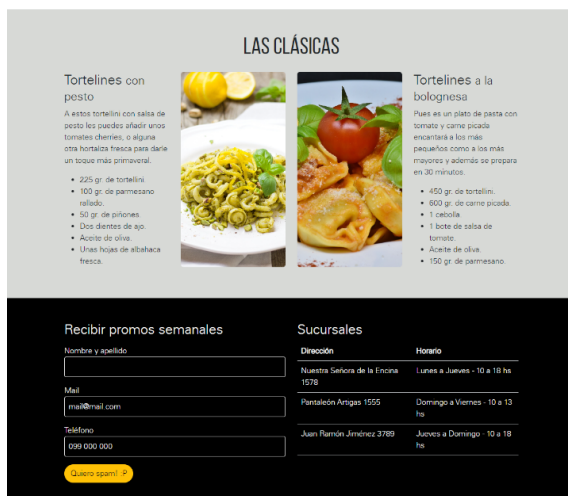 LAS CLÁSICAS
Tortelines con
pesto
A estos tortellini con salsa de
pesto les puedes añadir unos
tomates cherries, o alguna
otra hortaliza fresca para darle
un toque más primaveral.
225 gr. de tortellini.
100 gr. de parmesano
rallado.
50 gr. de piñones.
Dos dientes de ajo.
Aceite de oliva.
Unas hojas de albahaca
fresca.
Tortelines a la
bolognesa
Pues es un plato de pasta con
tomate y carne picada
encantará a los más
pequeños como a los más
mayores y además se prepara
en 30 minutos.
450 gr. de tortellini.
600 gr. de carne picada.
1 cebolla.
1 bote de salsa de
tomate.
Aceite de oliva.
150 gr. de parmesano.
Recibir promos semanales
Nombre y apellido
Mail
mail@mail.com
Teléfono
099 000 000
Quiero spam! :P
Sucursales
Dirección Horario
Nuestra Señora de la Encina Lunes a Jueves - 10 a 18 hs
1578
Pantaleón Artigas 1555 Domingo a Viernes - 10 a 13
hs
Juan Ramón Jiménez 3789 Jueves a Domingo - 10 a 18
hs